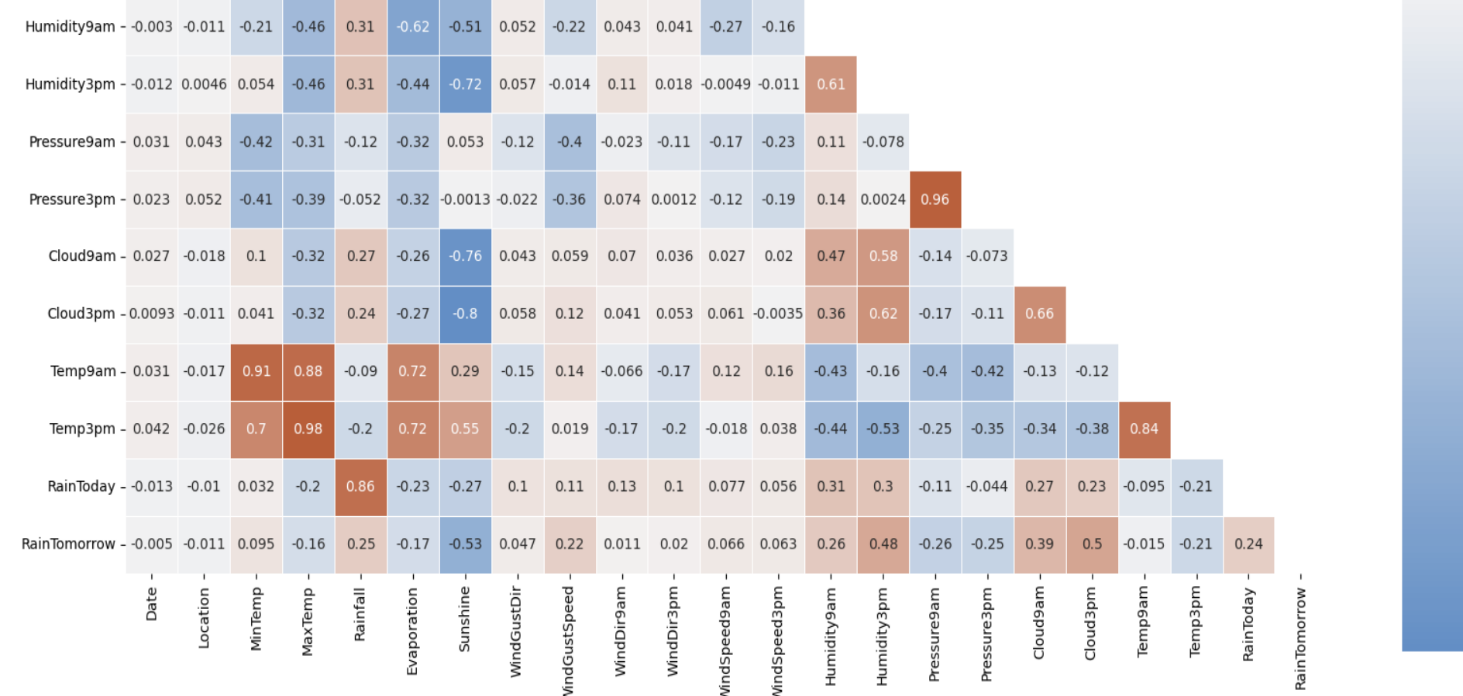 Humidity9am -0.003 -0.011 -0.21 -0.46 0.31 -0.62 -0.51 0.052 -0.22 0.043 0.041 -0.27 -0.16
Humidity3pm -0.012 0.0046 0.054 -0.46 0.31 -0.44 -0.72 0.057 -0.014 0.11 0.018 -0.0049 -0.011 0.61
Pressure9am 0.031 0.043 -0.42 -0.31 -0.12 -0.32 0.053 -0.12 -0.4 -0.023 -0.11 -0.17 -0.23 0.11 -0.078
Pressure3pm 0.023 0.052 -0.41 -0.39 -0.052 -0.32 -0.0013 -0.022 -0.36 0.074 0.0012 -0.12 -0.19 0.14 0.0024 0.96
Cloud9am 0.027 -0.018 0.1 -0.32 0.27 -0.26 -0.76 0.043 0.059 0.07 0.036 0.027 0.02 0.47 0.58 -0.14 -0.073
Cloud3pm 0.0093 -0.011 0.041 -0.32 0.24 -0.27 -0.8 0.058 0.12 0.041 0.053 0.061 -0.0035 0.36 0.62 -0.17 -0.11 0.66
Temp9am 0.031 -0.017 0.91 0.88 -0.09 0.72 0.29 -0.15 0.14 -0.066 -0.17 0.12 0.16 -0.43 -0.16 -0.4 -0.42 -0.13 -0.12
Temp3pm 0.042 -0.026 0.7 0.98 -0.2 0.72 0.55 -0.2 0.019 -0.17 -0.2 -0.018 0.038 -0.44 -0.53 -0.25 -0.35 -0.34 -0.38 0.84
RainToday -0.013 -0.01 0.032 -0.2 0.86 -0.23 -0.27 0.1 0.11 0.13 0.1 0.077 0.056 0.31 0.3 -0.11 -0.044 0.27 0.23 -0.095 -0.21
RainTomorrow -0.005 -0.011 0.095 -0.16 0.25 -0.17 -0.53 0.047 0.22 0.011 0.02 0.066 0.063 0.26 0.48 -0.26 -0.25 0.39 0.5 -0.015 -0.21 0.24
Date
Location
MinTemp
MaxTemp
Rainfall
Evaporation
Sunshine
WindGustDir
WindGustSpeed
WindDir9am
WindDir3pm
WindSpeed9am
WindSpeed3pm
Humidity9am
Humidity3pm
Pressure9am
Pressure3pm
Cloud9am
Cloud3pm
Temp9am
Temp3pm
RainToday
RainTomorrow